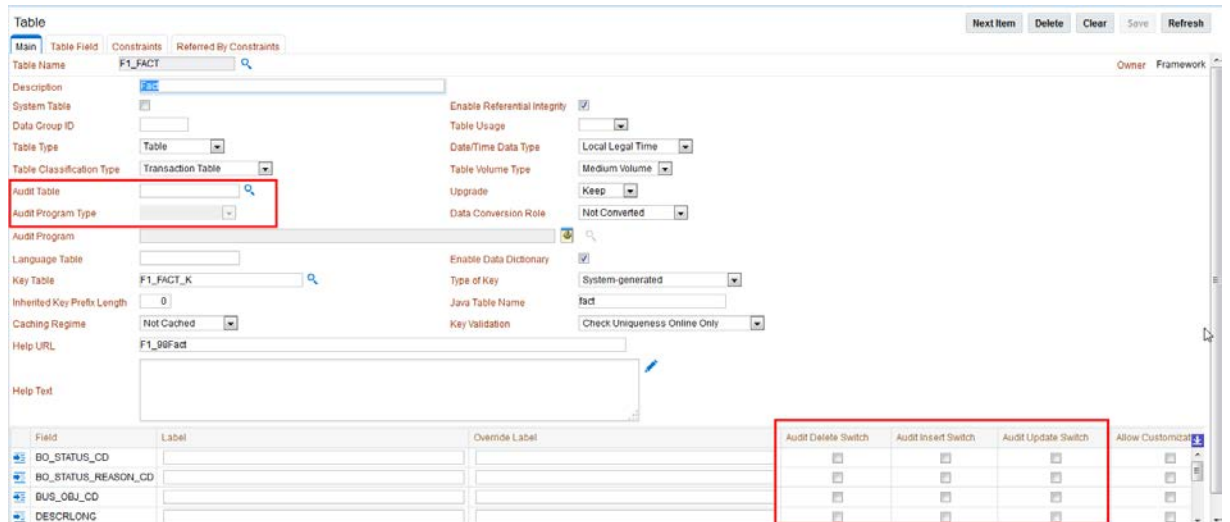 Table Next Item Delete Clear Save Refresh
Main Table Field Constraints Referred By Constraints
Table Name F1_FACT Owner Framework
Description Fact
System Table Enable Referential Integrity
Data Group ID Table Usage
Table Type Table Date/Time Data Type Local Legal Time
Table Classification Type Transaction Table Table Volume Type Medium Volume
Audit Table Upgrade Keep
Audit Program Type Data Conversion Role Not Converted
Audit Program
Language Table Enable Data Dictionary
Key Table F1_FACT_K Type of Key System-generated
Inherited Key Prefix Length 0 Java Table Name fact
Caching Regime Not Cached Key Validation Check Uniqueness Online Only
Help URL F1_98Fact
Help Text
Field Label Override Label Audit Delete Switch Audit Insert Switch Audit Update Switch Allow Customizat
BO_STATUS_CD
BO_STATUS_REASON_CD
BUS_OBJ_CD
DESCRLONG